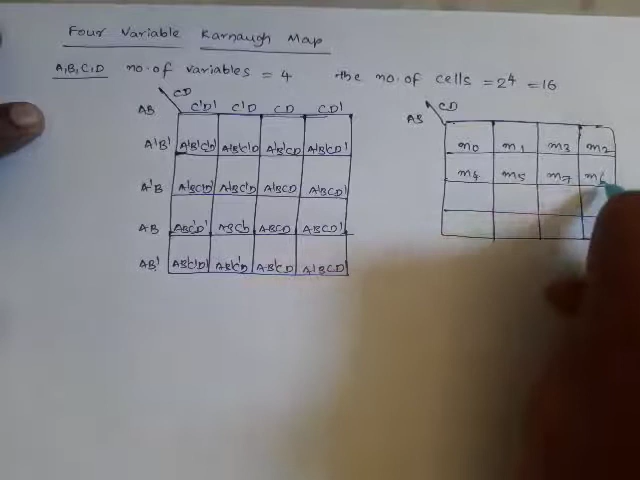 Four Variable Karnaugh Map
A,B,C,D no. of variables = 4 the no. of cells = 2⁴ = 16
AB CD C'D' C'D CD CD'
A'B' A'B'C'D' A'B'C'D A'B'CD A'B'CD'
A'B A'BC'D' A'BC'D A'BCD A'BCD'
AB ABC'D' ABC'D ABCD ABCD'
AB' AB'C'D' AB'C'D AB'CD A'BCD'
AB CD
m0 m1 m3 m2
m4 m5 m7 m6